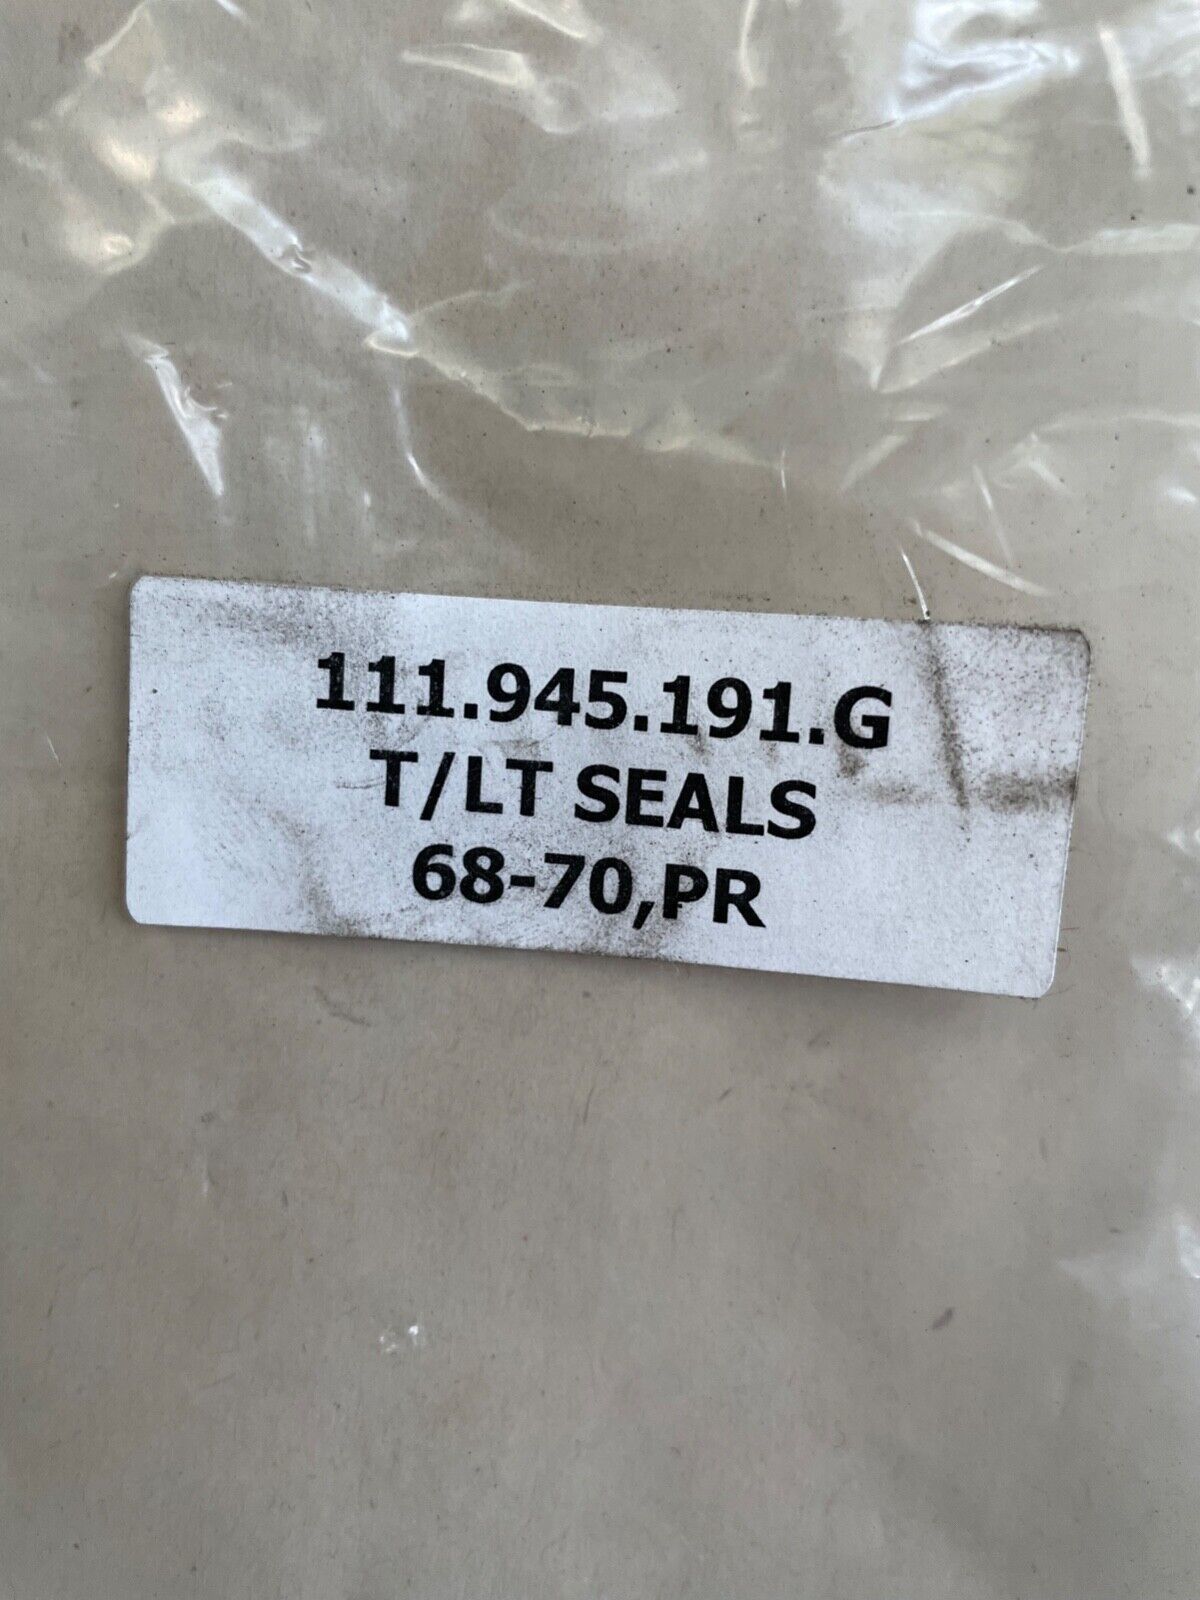 111.945.191.G
T/LT SEALS
68-70,PR